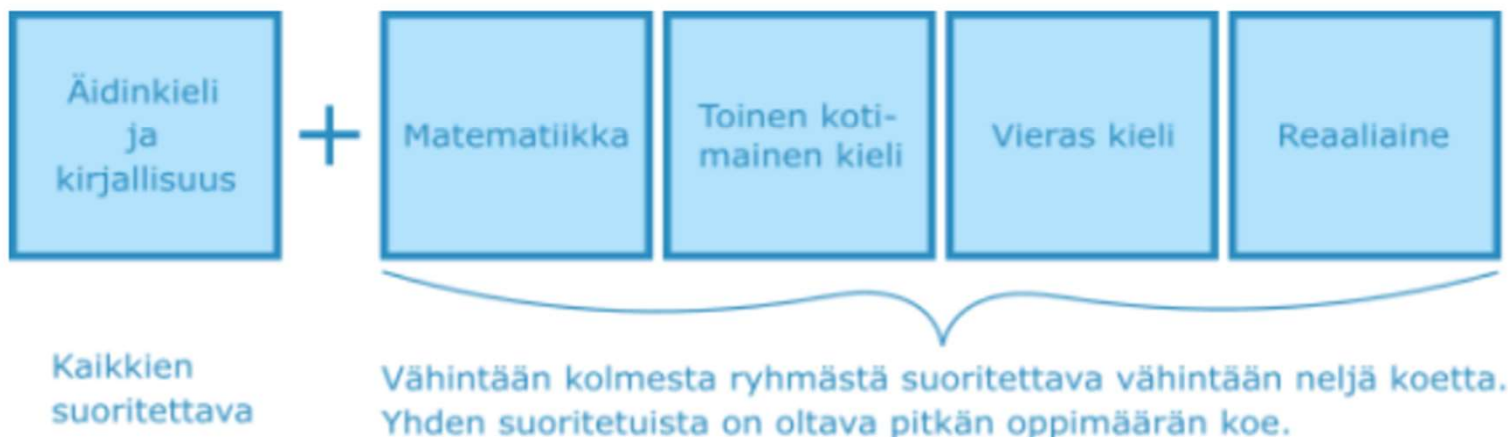 Äidinkieli
ja
kirjallisuus
+
Matematiikka
Toinen koti-
mainen kieli
Vieras kieli
Reaaliaine
Kaikkien
suoritettava
Vähintään kolmesta ryhmästä suoritettava vähintään neljä koetta.
Yhden suoritetuista on oltava pitkän oppimäärän koe.